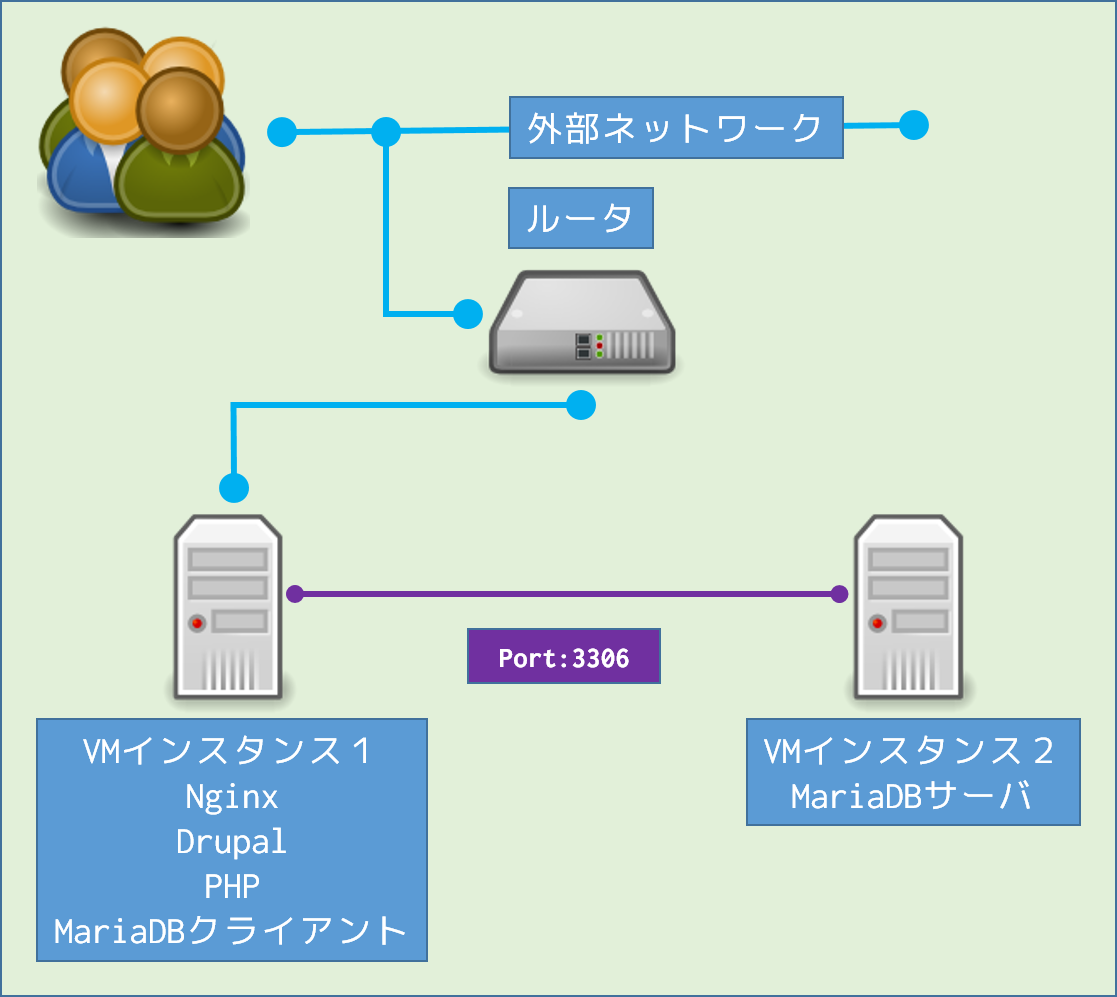 外部ネットワーク
ルータ
Port:3306
VMインスタンス１
Nginx
Drupal
PHP
MariaDBクライアント
VMインスタンス２
MariaDBサーバ